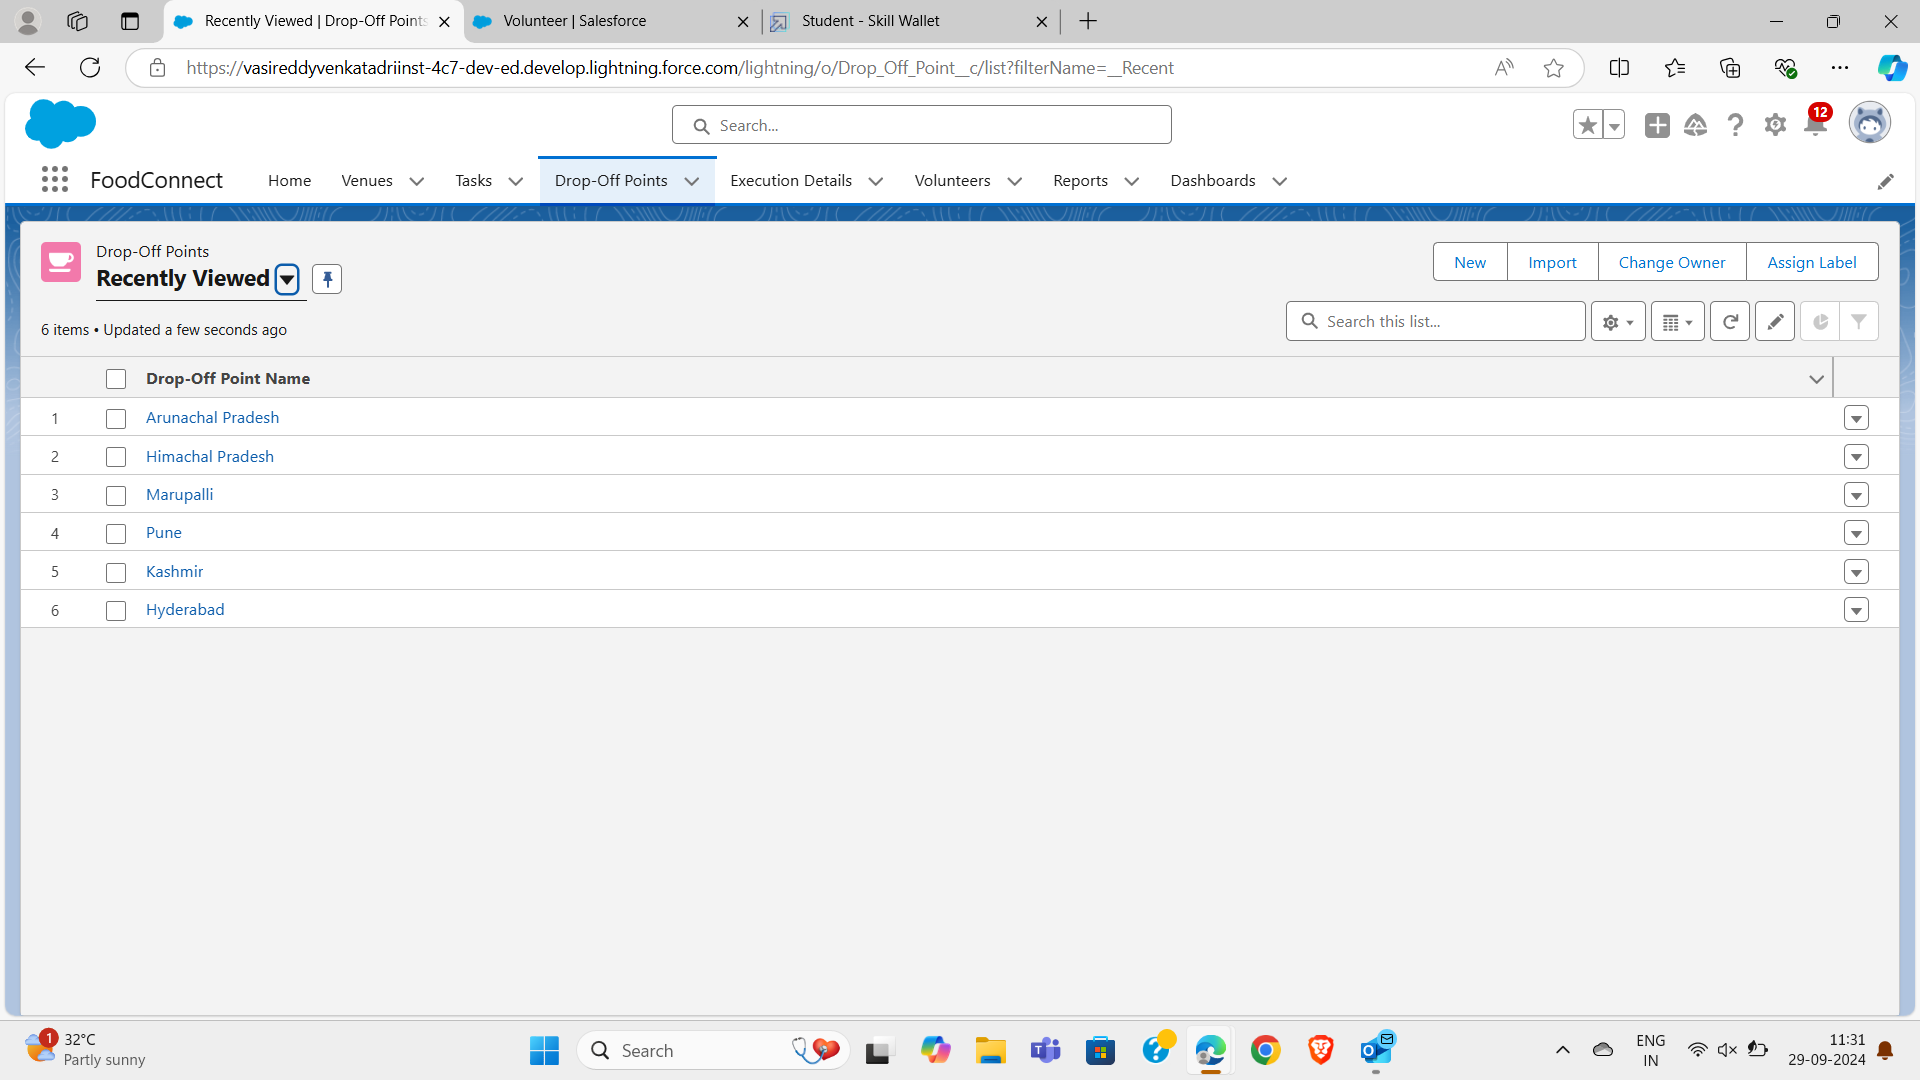 Recently Viewed | Drop-Off Points
Volunteer | Salesforce
Student - Skill Wallet
https://vasireddyvenkatadriinst-4c7-dev-ed.develop.lightning.force.com/lightning/o/Drop_Off_Point__c/list?filterName=__Recent
Search...
12
FoodConnect
Home
Venues
Tasks
Drop-Off Points
Execution Details
Volunteers
Reports
Dashboards
Drop-Off Points
Recently Viewed
New
Import
Change Owner
Assign Label
6 items • Updated a few seconds ago
Search this list...
Drop-Off Point Name
1 Arunachal Pradesh
2 Himachal Pradesh
3 Marupalli
4 Pune
5 Kashmir
6 Hyderabad
1
32°C
Partly sunny
Search
ENG
IN
11:31
29-09-2024